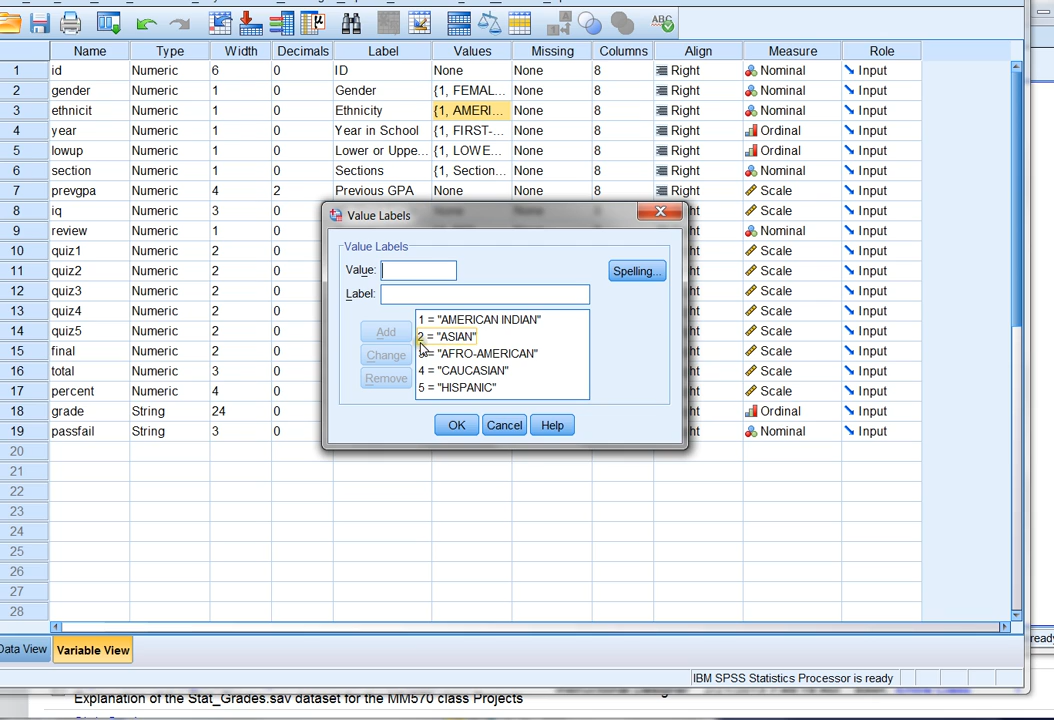 Name Type Width Decimals Label Values Missing Columns Align Measure Role
1 id Numeric 6 0 ID None None 8 Right Nominal Input
2 gender Numeric 1 0 Gender {1, FEMAL... None 8 Right Nominal Input
3 ethnicit Numeric 1 0 Ethnicity {1, AMERI... None 8 Right Nominal Input
4 year Numeric 1 0 Year in School {1, FIRST-... None 8 Right Ordinal Input
5 lowup Numeric 1 0 Lower or Uppe... {1, LOWE... None 8 Right Ordinal Input
6 section Numeric 1 0 Sections {1, Section... None 8 Right Nominal Input
7 prevgpa Numeric 4 2 Previous GPA None None 8 Right Scale Input
8 iq Numeric 3 0 Scale Input
9 review Numeric 1 0 Nominal Input
10 quiz1 Numeric 2 0 Scale Input
11 quiz2 Numeric 2 0 Scale Input
12 quiz3 Numeric 2 0 Scale Input
13 quiz4 Numeric 2 0 Scale Input
14 quiz5 Numeric 2 0 Scale Input
15 final Numeric 2 0 Scale Input
16 total Numeric 3 0 Scale Input
17 percent Numeric 4 0 Scale Input
18 grade String 24 0 Ordinal Input
19 passfail String 3 0 Nominal Input
20
21
22
23
24
25
26
27
28
Value Labels
Value Labels
Value:
Spelling...
Label:
1 = "AMERICAN INDIAN"
2 = "ASIAN"
= "AFRO-AMERICAN"
4 = "CAUCASIAN"
5 = "HISPANIC"
Add
Change
Remove
OK Cancel Help
Data View Variable View
ready
IBM SPSS Statistics Processor is ready
Explanation of the Stat_Grades.sav dataset for the MM570 class Projects